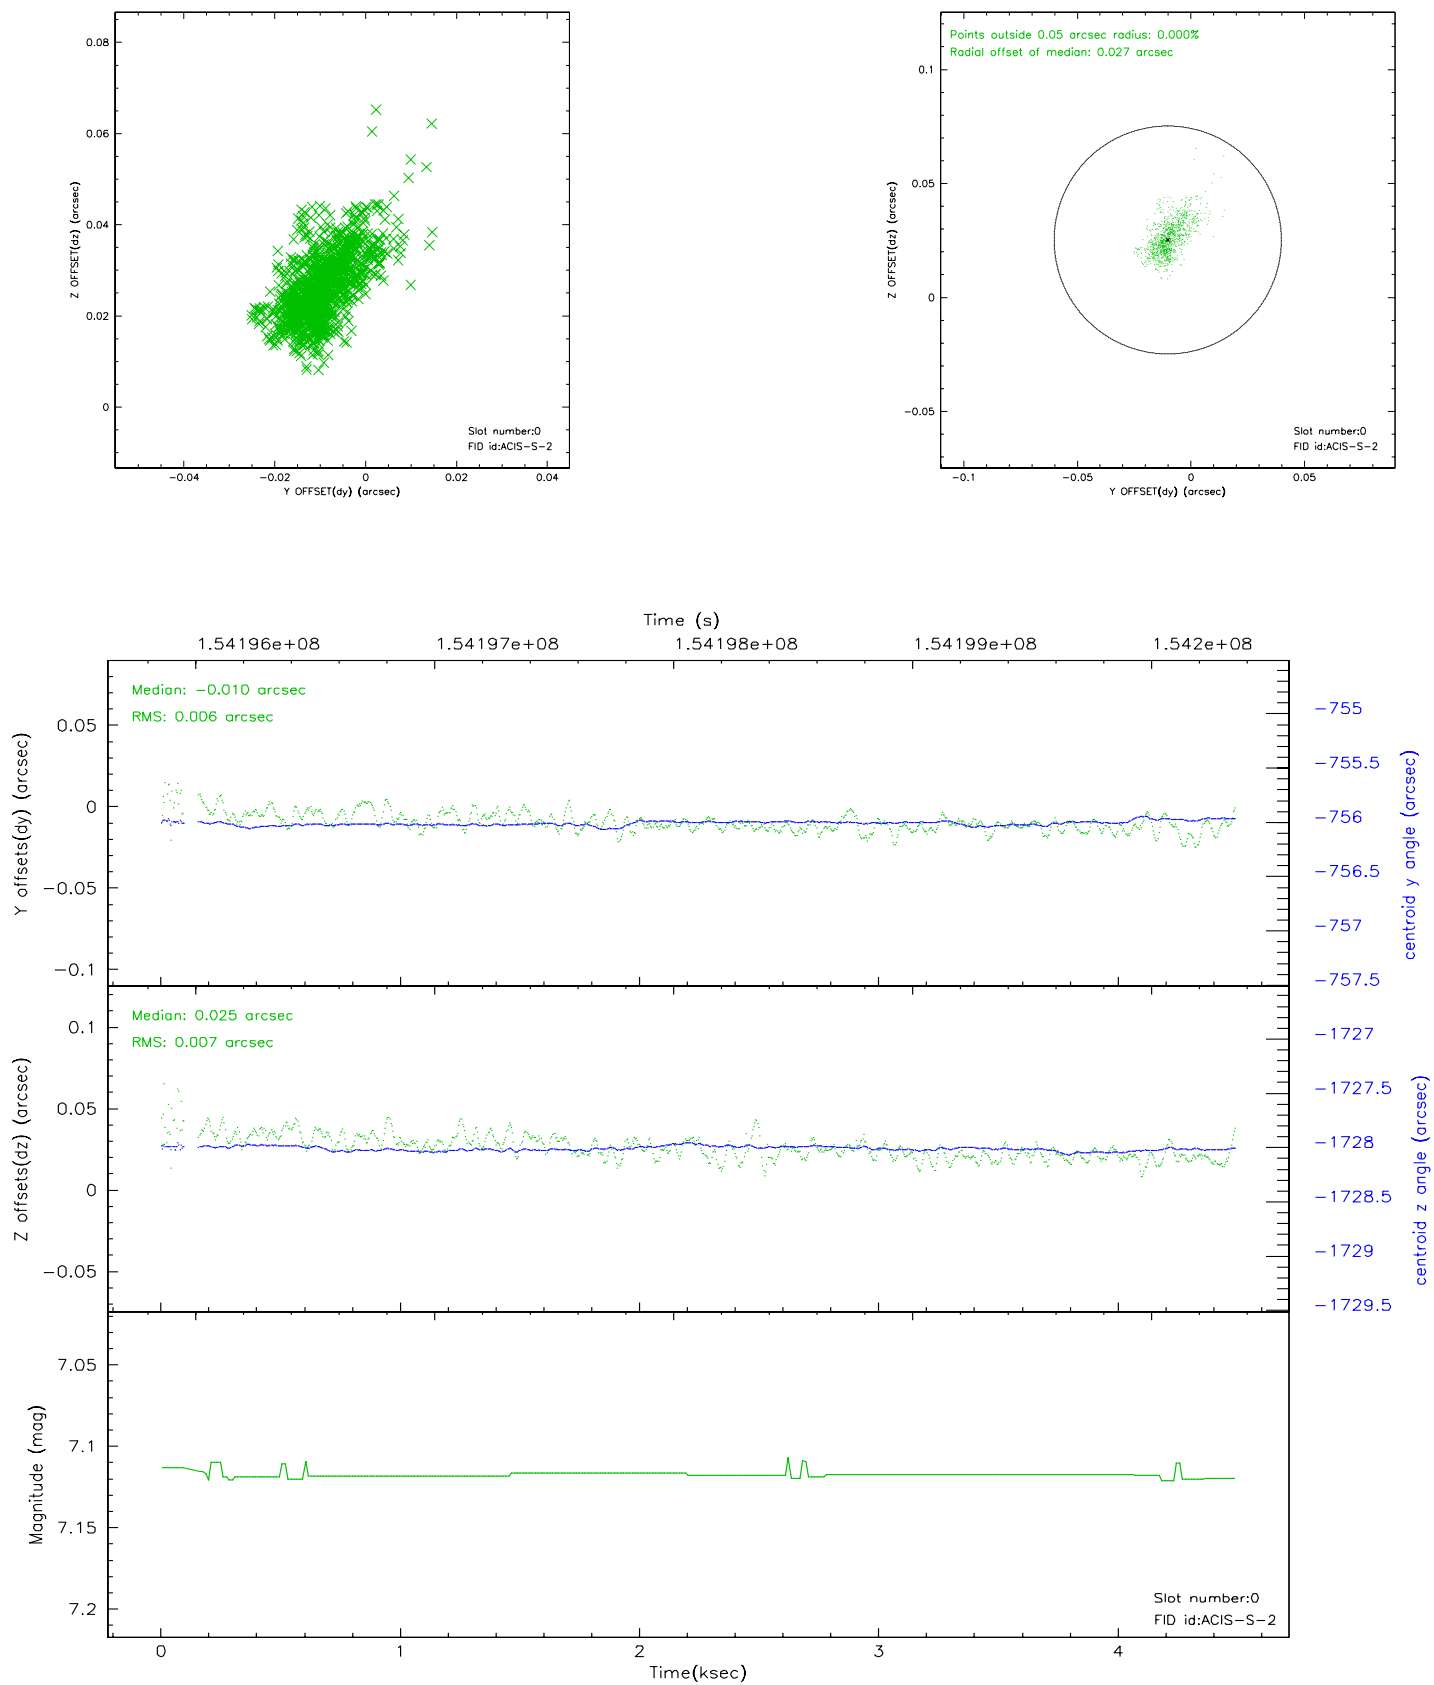 0.08
0.06
0.04
0.02
0
Z OFFSET(dz) (arcsec)
Slot number:0
FID id:ACIS-S-2
-0.04
-0.02
0
0.02
0.04
Y OFFSET(dy) (arcsec)
Points outside 0.05 arcsec radius: 0.000%
Radial offset of median: 0.027 arcsec
0.1
0.05
0
-0.05
Z OFFSET(dz) (arcsec)
Slot number:0
FID id:ACIS-S-2
-0.1
-0.05
0
0.05
Y OFFSET(dy) (arcsec)
Time (s)
1.54196e+08
1.54197e+08
1.54198e+08
1.54199e+08
1.542e+08
Median: -0.010 arcsec
RMS: 0.006 arcsec
0.05
0
-0.05
-0.1
Y offsets(dy) (arcsec)
-755
-755.5
-756
-756.5
-757
-757.5
centroid y angle (arcsec)
Median: 0.025 arcsec
RMS: 0.007 arcsec
0.1
0.05
0
-0.05
Z offsets(dz) (arcsec)
-1727
-1727.5
-1728
-1728.5
-1729
-1729.5
centroid z angle (arcsec)
7.05
7.1
7.15
7.2
Magnitude (mag)
Slot number:0
FID id:ACIS-S-2
0
1
2
3
4
Time(ksec)